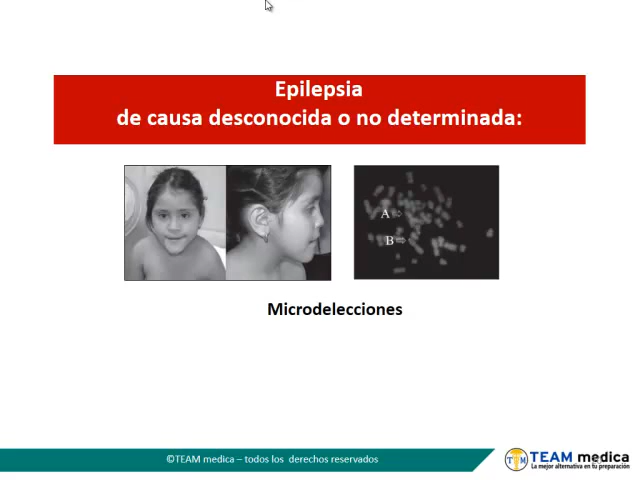 Epilepsia
de causa desconocida o no determinada:
A
B
Microdelecciones
©TEAM medica – todos los derechos reservados
TM
TEAM medica
La mejor alternativa en tu preparación